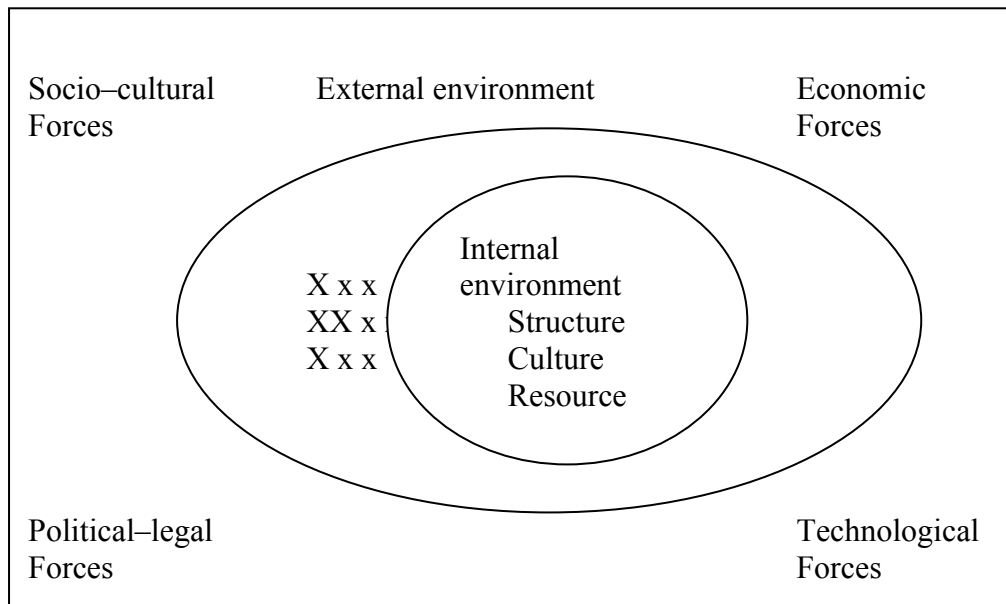 Socio–cultural
Forces
External environment
Economic
Forces
Internal
environment
Structure
Culture
Resource
X x x
XX x
X x x
Political–legal
Forces
Technological
Forces